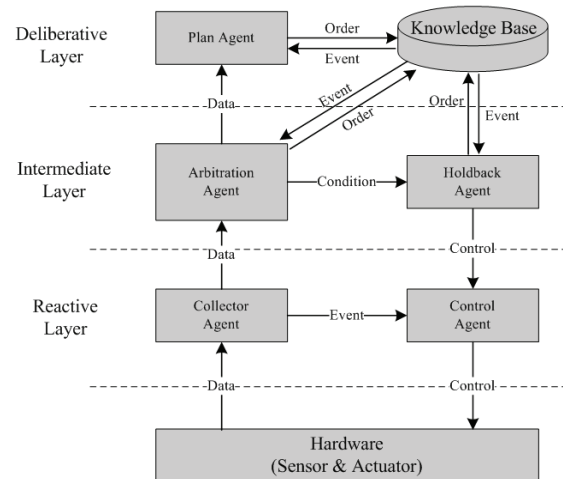 Deliberative
Layer
Plan Agent
Order
Event
Knowledge Base
Data
Event
Order
Order
Event
Intermediate
Layer
Arbitration
Agent
Condition
Holdback
Agent
Data
Control
Reactive
Layer
Collector
Agent
Event
Control
Agent
Data
Control
Hardware
(Sensor & Actuator)